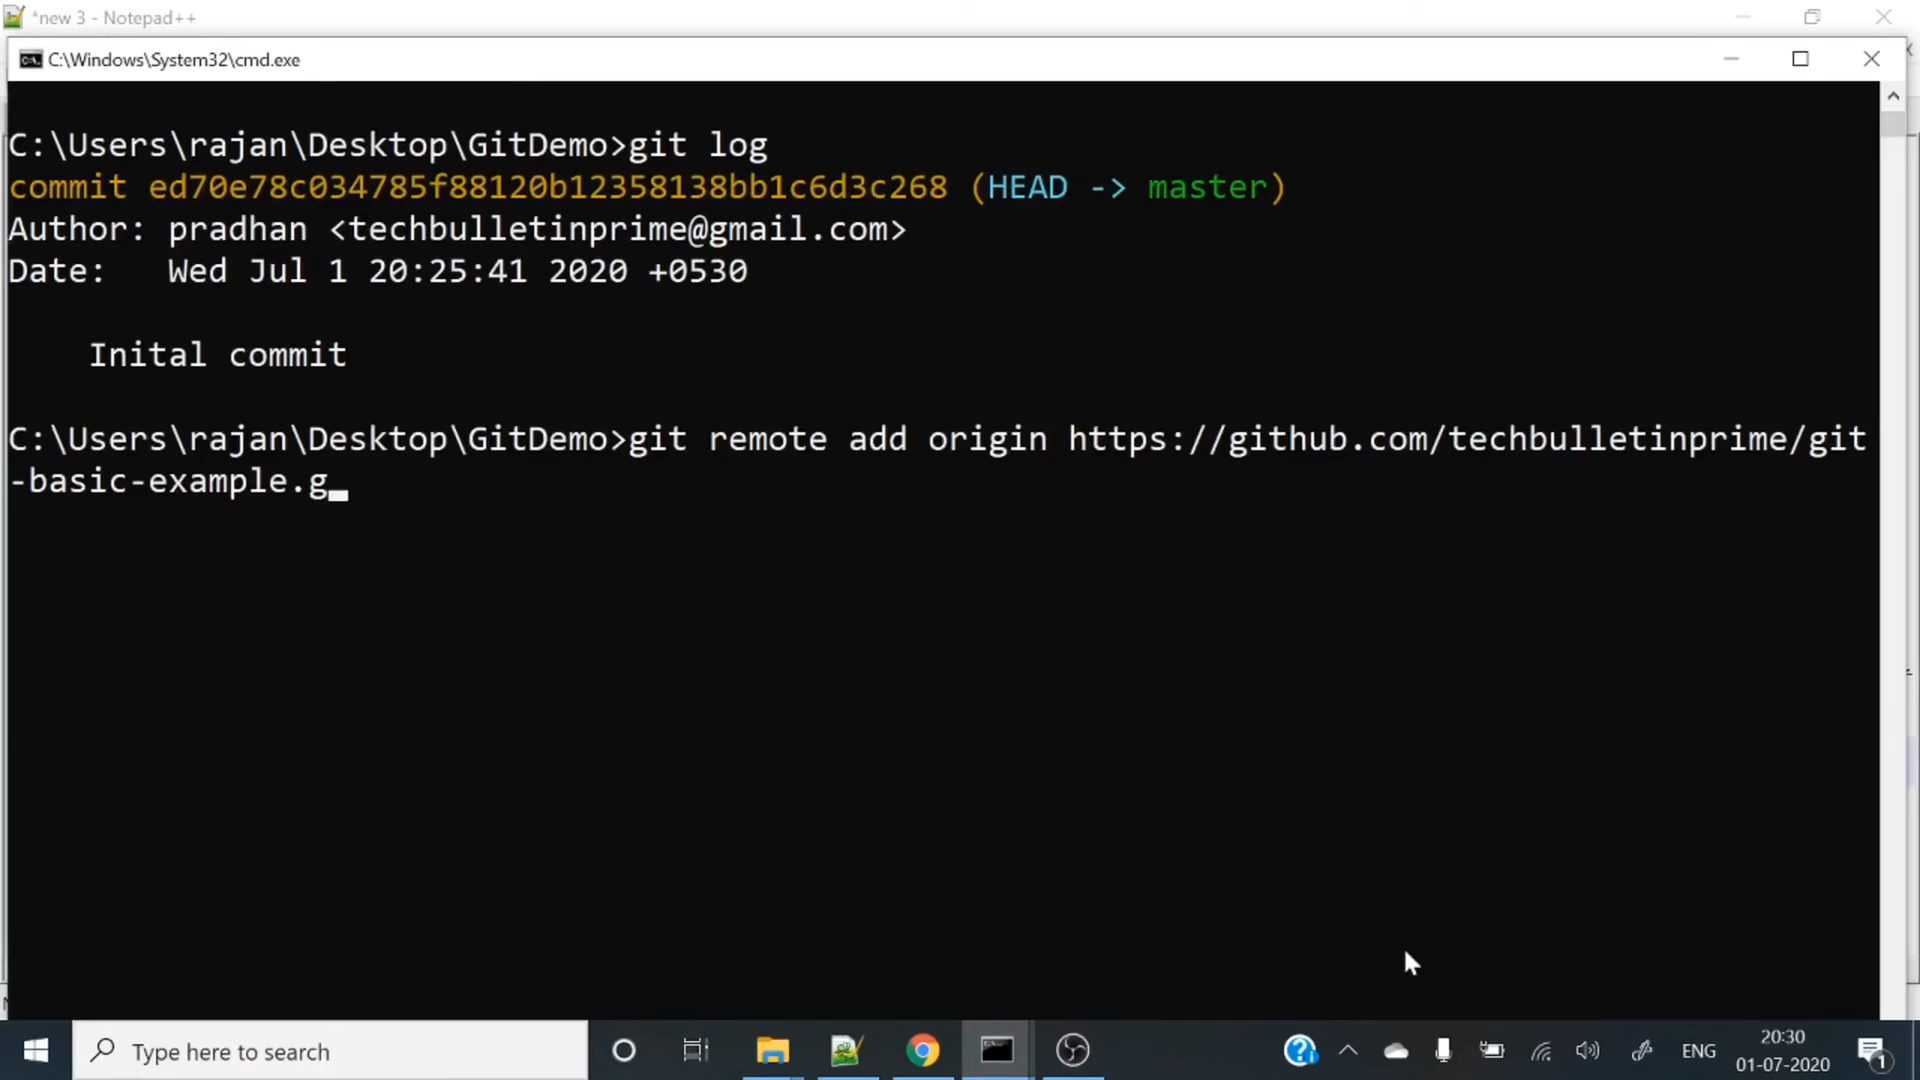 *new 3 - Notepad++
C:\Windows\System32\cmd.exe
C:\Users\rajan\Desktop\GitDemo>git log
commit ed70e78c034785f88120b12358138bb1c6d3c268 (HEAD -> master)
Author: pradhan <techbulletinprime@gmail.com>
Date:   Wed Jul 1 20:25:41 2020 +0530
Inital commit
C:\Users\rajan\Desktop\GitDemo>git remote add origin https://github.com/techbulletinprime/git
-basic-example.g_
Type here to search
ENG
20:30
01-07-2020
1